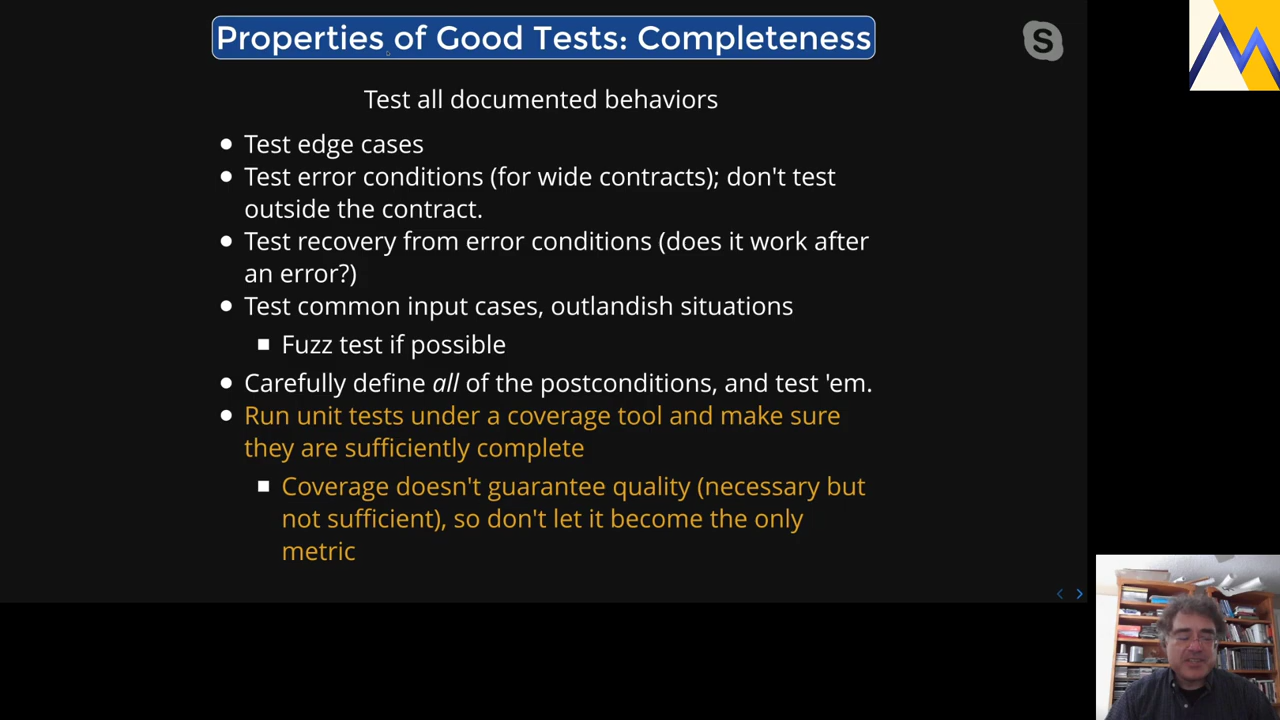 Properties of Good Tests: Completeness
S
Test all documented behaviors
Test edge cases
Test error conditions (for wide contracts); don't test
outside the contract.
Test recovery from error conditions (does it work after
an error?)
Test common input cases, outlandish situations
Fuzz test if possible
Carefully define all of the postconditions, and test 'em.
Run unit tests under a coverage tool and make sure
they are sufficiently complete
Coverage doesn't guarantee quality (necessary but
not sufficient), so don't let it become the only
metric